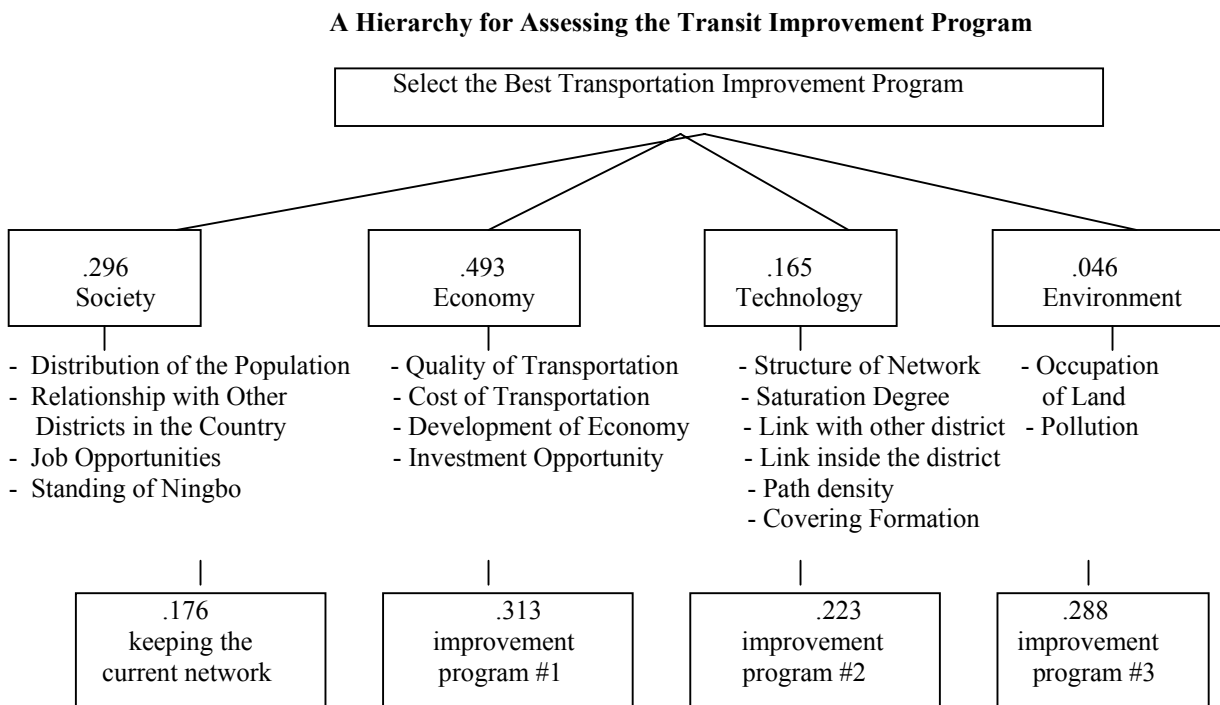 A Hierarchy for Assessing the Transit Improvement Program
Select the Best Transportation Improvement Program
.296
Society
- Distribution of the Population
- Relationship with Other
Districts in the Country
- Job Opportunities
- Standing of Ningbo
.493
Economy
- Quality of Transportation
- Cost of Transportation
- Development of Economy
- Investment Opportunity
.165
Technology
- Structure of Network
- Saturation Degree
- Link with other district
- Link inside the district
- Path density
- Covering Formation
.046
Environment
- Occupation
of Land
- Pollution
.176
keeping the
current network
.313
improvement
program #1
.223
improvement
program #2
.288
improvement
program #3